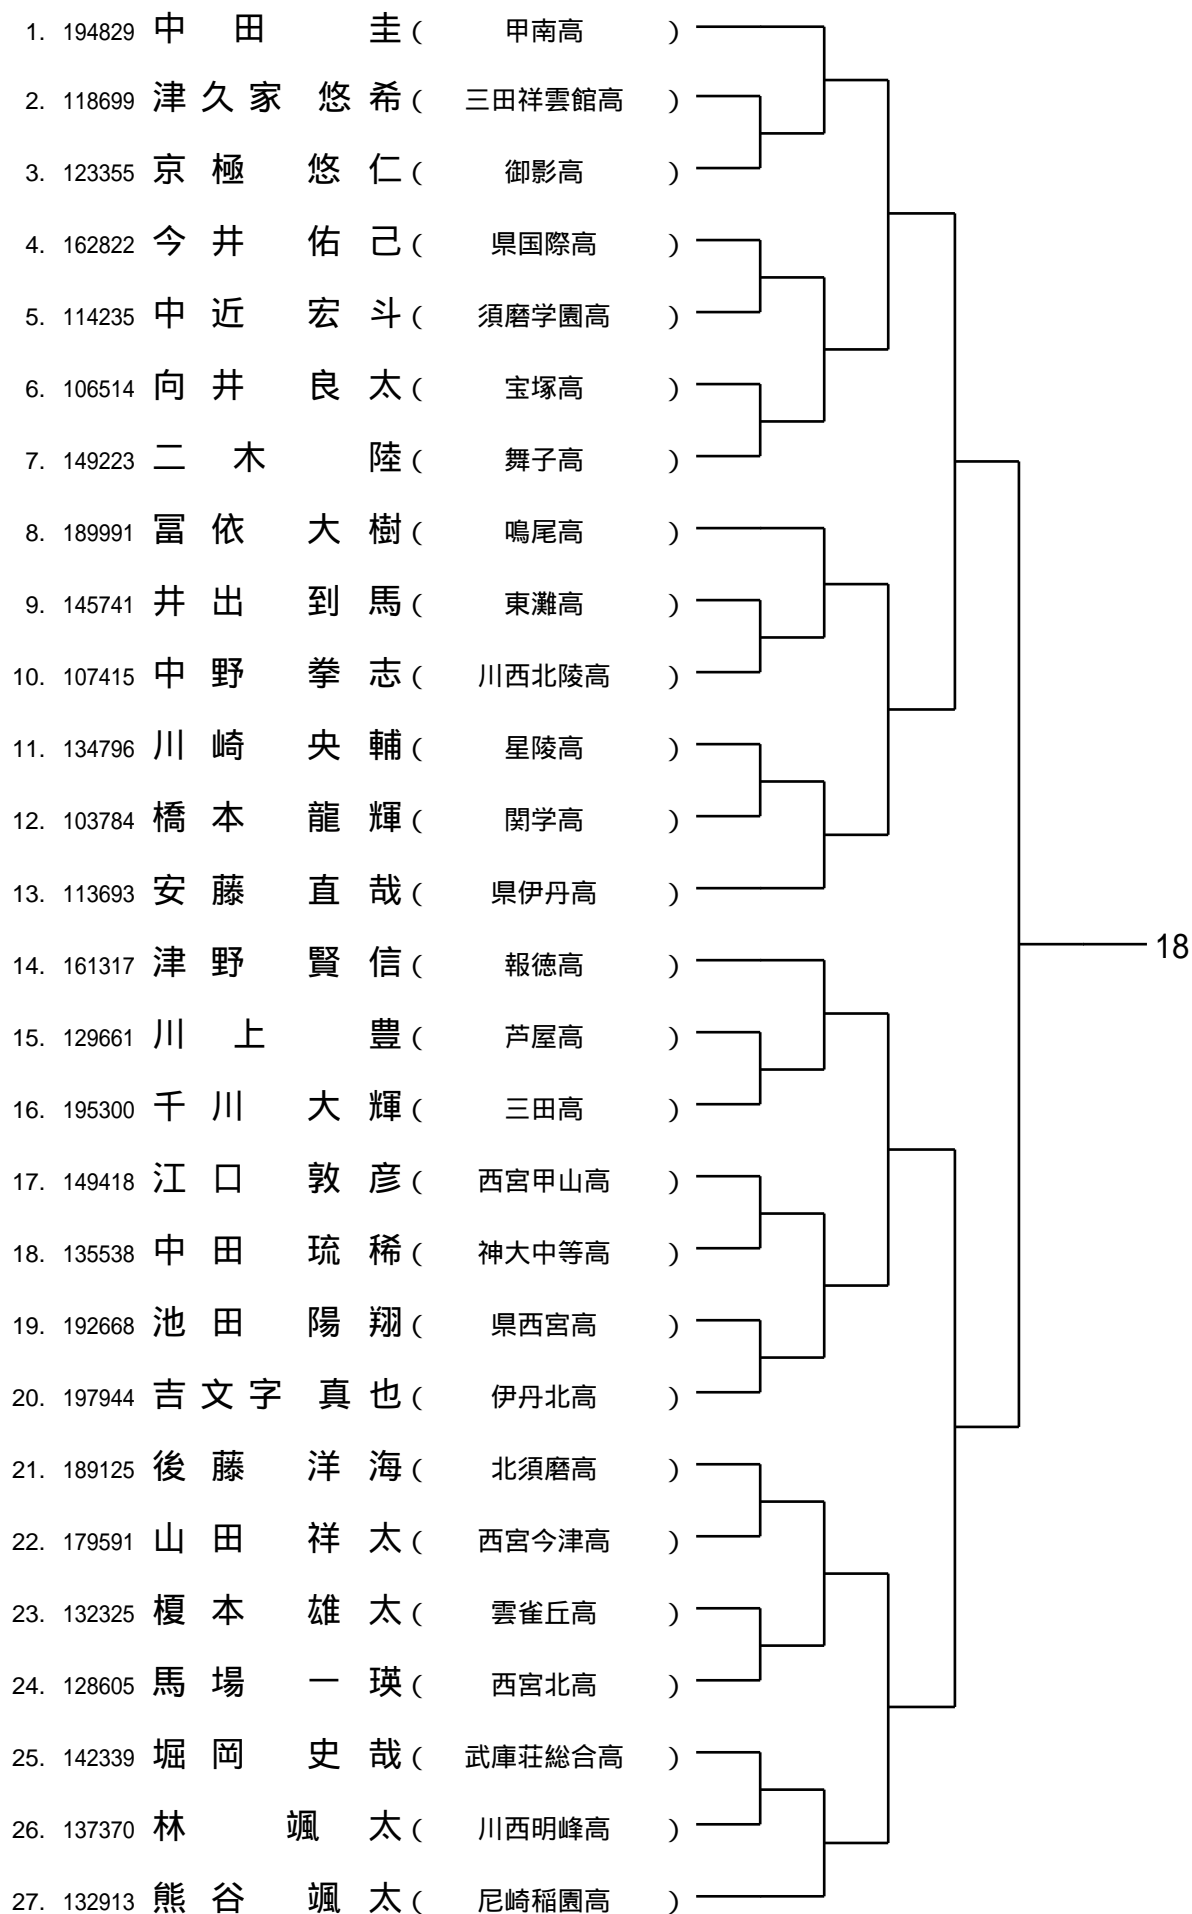 1. 194829 中 田 圭 ( 甲南高 )
2. 118699 津久家 悠希 ( 三田祥雲館高 )
3. 123355 京極 悠仁 ( 御影高 )
4. 162822 今井 佑己 ( 県国際高 )
5. 114235 中近 宏斗 ( 須磨学園高 )
6. 106514 向井 良太 ( 宝塚高 )
7. 149223 二木 陸 ( 舞子高 )
8. 189991 冨依 大樹 ( 鳴尾高 )
9. 145741 井出 到馬 ( 東灘高 )
10. 107415 中野 拳志 ( 川西北陵高 )
11. 134796 川崎 央輔 ( 星陵高 )
12. 103784 橋本 龍輝 ( 関学高 )
13. 113693 安藤 直哉 ( 県伊丹高 )
18
14. 161317 津野 賢信 ( 報徳高 )
15. 129661 川上 豊 ( 芦屋高 )
16. 195300 千川 大輝 ( 三田高 )
17. 149418 江口 敦彦 ( 西宮甲山高 )
18. 135538 中田 琉稀 ( 神大中等高 )
19. 192668 池田 陽翔 ( 県西宮高 )
20. 197944 吉文字 真也 ( 伊丹北高 )
21. 189125 後藤 洋海 ( 北須磨高 )
22. 179591 山田 祥太 ( 西宮今津高 )
23. 132325 榎本 雄太 ( 雲雀丘高 )
24. 128605 馬場 一瑛 ( 西宮北高 )
25. 142339 堀岡 史哉 ( 武庫荘総合高 )
26. 137370 林 颯太 ( 川西明峰高 )
27. 132913 熊谷 颯太 ( 尼崎稲園高 )